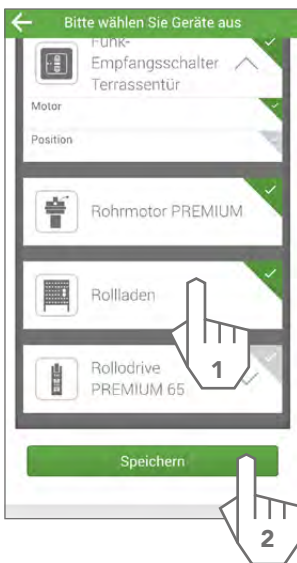 Bitte wählen Sie Geräte aus
Funk-
Empfangsschalter
Terrassentür
Motor
Position
Rohrmotor PREMIUM
Rollladen
1
Rollodrive
PREMIUM 65
Speichern
2